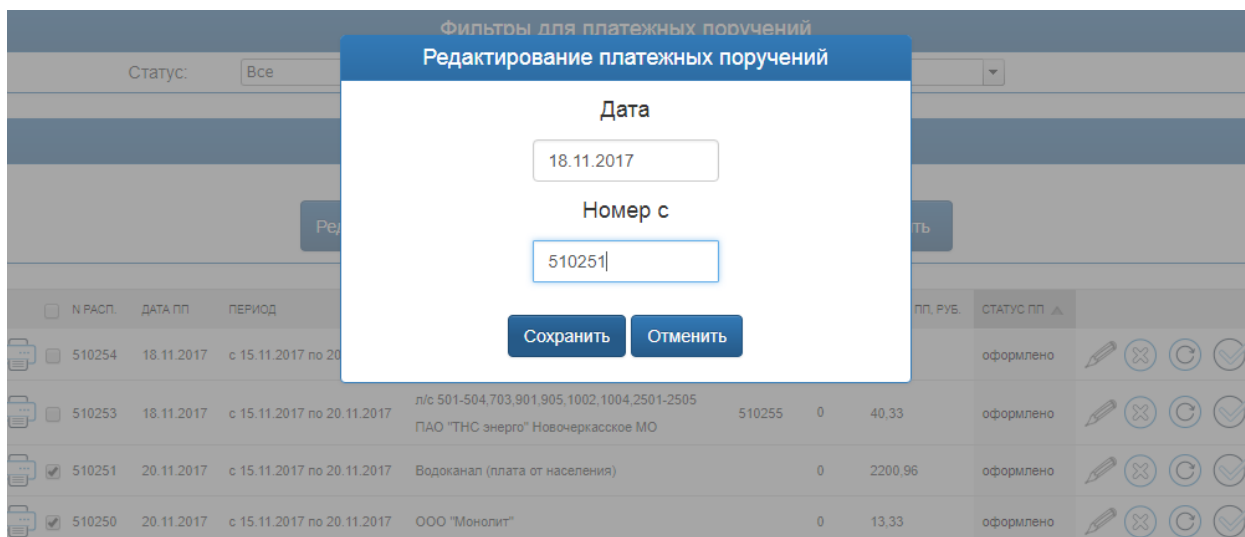 Фильтры для платежных поручений
Редактирование платежных поручений
Статус: Все
Дата
18.11.2017
Номер с
510251
Сохранить Отменить
N РАСП. ДАТА ПП ПЕРИОД ПП, РУБ. СТАТУС ПП
510254 18.11.2017 с 15.11.2017 по 20 оформлено
л/с 501-504,703,901,905,1002,1004,2501-2505
510253 18.11.2017 с 15.11.2017 по 20.11.2017 510255 0 40,33 оформлено
ПАО "ТНС энерго" Новочеркасское МО
510251 20.11.2017 с 15.11.2017 по 20.11.2017 Водоканал (плата от населения) 0 2200,96 оформлено
510250 20.11.2017 с 15.11.2017 по 20.11.2017 ООО "Монолит" 0 13,33 оформлено